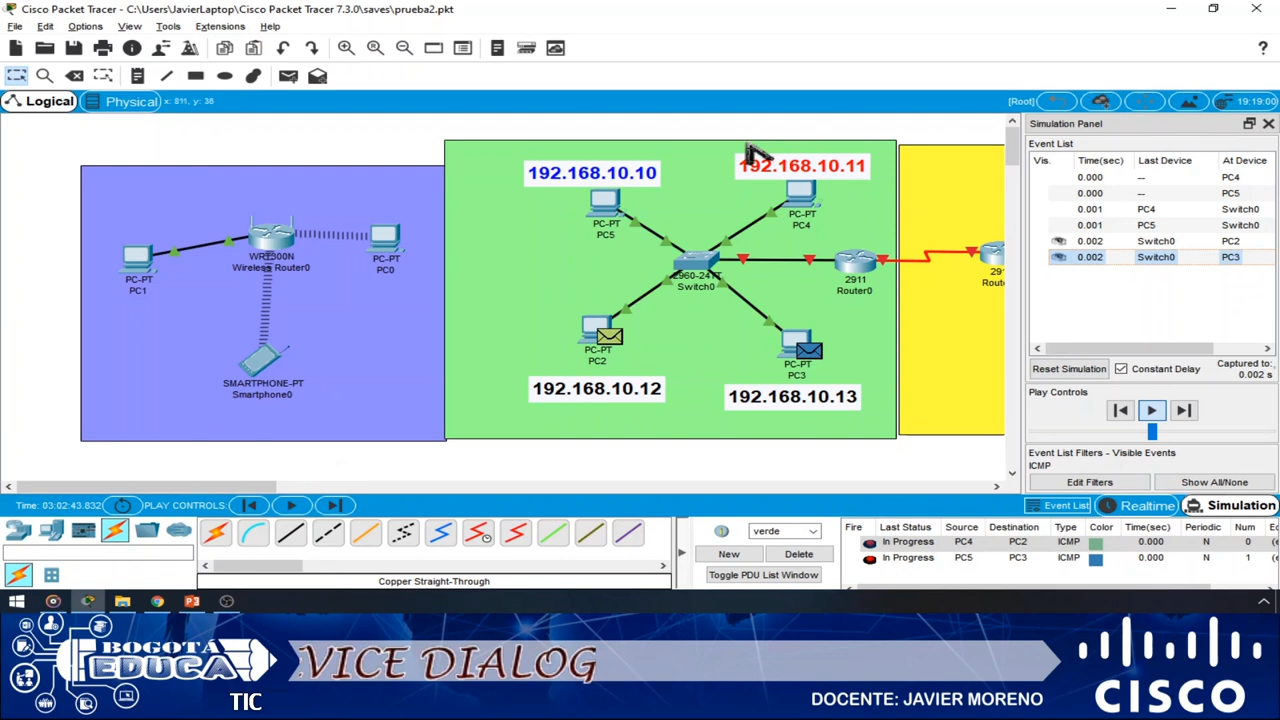 Cisco Packet Tracer - C:\Users\JavierLaptop\Cisco Packet Tracer 7.3.0\saves\prueba2.pkt
File Edit Options View Tools Extensions Help
?
Logical Physical x: 811, y: 36 [Root] 19:19:00
Simulation Panel
Event List
Vis. Time(sec) Last Device At Device
0.000 -- PC4
0.000 -- PC5
0.001 PC4 Switch0
0.001 PC5 Switch0
0.002 Switch0 PC2
0.002 Switch0 PC3
Reset Simulation Constant Delay Captured to:
0.002 s
Play Controls
Event List Filters - Visible Events
ICMP
Edit Filters Show All/None
192.168.10.10
192.168.10.11
PC-PT
PC5
PC-PT
PC4
WRT300N
Wireless Router0
PC-PT
PC0
PC-PT
PC1
2960-24TT
Switch0
2911
Router0
291
Rout
SMARTPHONE-PT
Smartphone0
PC-PT
PC2
PC-PT
PC3
192.168.10.12
192.168.10.13
Time: 03:02:43.832 PLAY CONTROLS: Event List Realtime Simulation
verde
New Delete
Toggle PDU List Window
Fire Last Status Source Destination Type Color Time(sec) Periodic Num
In Progress PC4 PC2 ICMP 0.000 N 0 (e
In Progress PC5 PC3 ICMP 0.000 N 1 (e
Copper Straight-Through
BOGOTÁ
EDUCA
TIC
VICE DIALOG
DOCENTE: JAVIER MORENO
CISCO